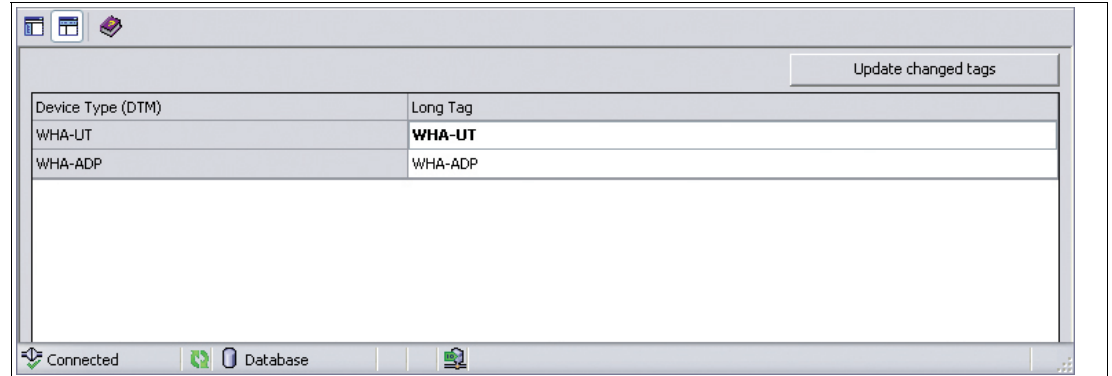 Update changed tags
Device Type (DTM) Long Tag
WHA-UT WHA-UT
WHA-ADP WHA-ADP
Connected Database